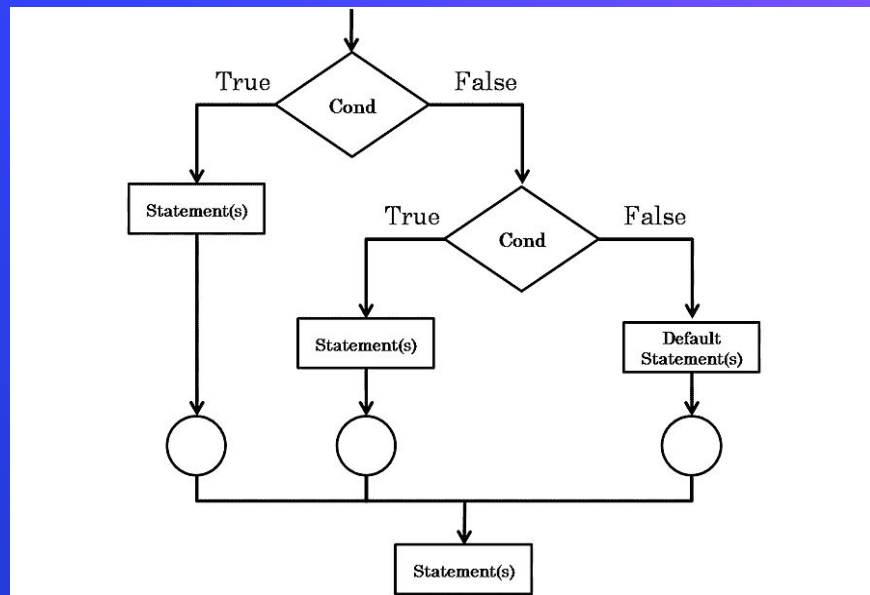 True
False
Cond
Statement(s)
True
False
Cond
Statement(s)
Default
Statement(s)
Statement(s)